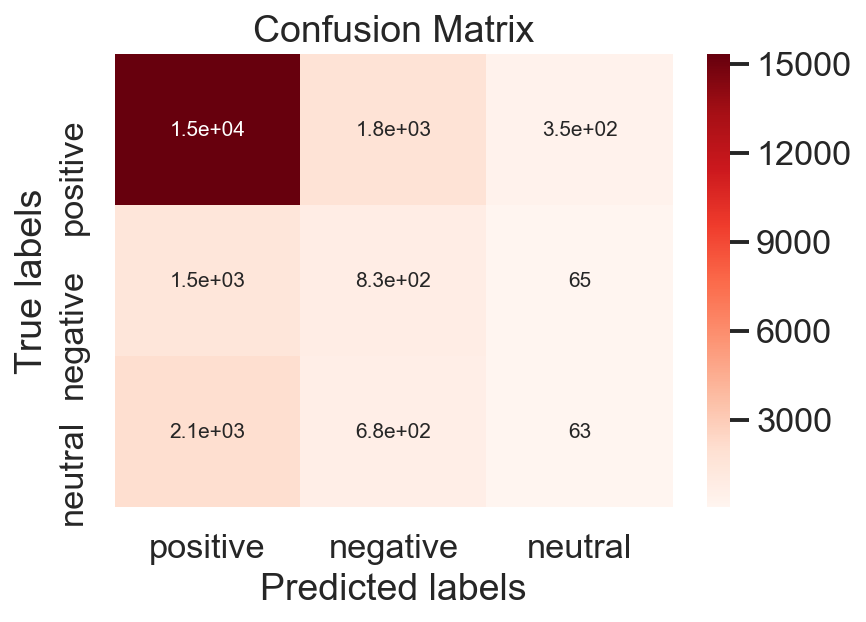 Confusion Matrix
True labels
positive
1.5e+04 1.8e+03 3.5e+02
negative
1.5e+03 8.3e+02 65
neutral
2.1e+03 6.8e+02 63
positive negative neutral
Predicted labels
15000
12000
9000
6000
3000